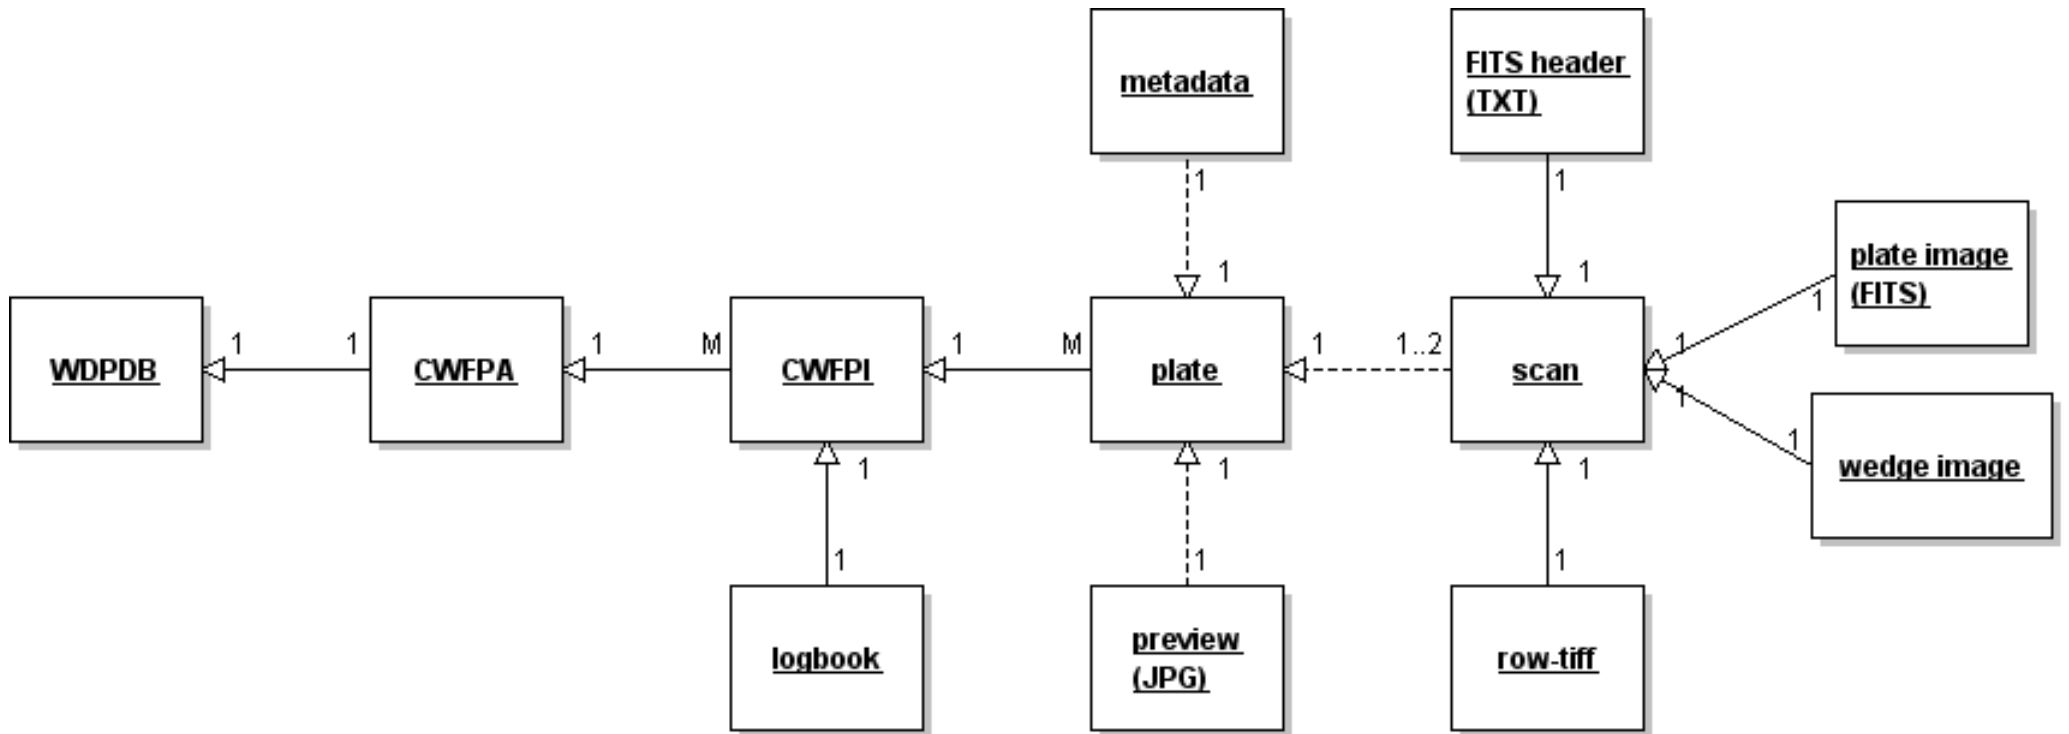 metadata
FITS header
(TXT)
1
1
1
1
plate image
(FITS)
WDPDB
1
1
CWFPA
1
M
CWFPI
1
M
plate
1
1..2
scan
1
1
1
1
wedge image
1
1
1
1
1
1
logbook
preview
(JPG)
row-tiff